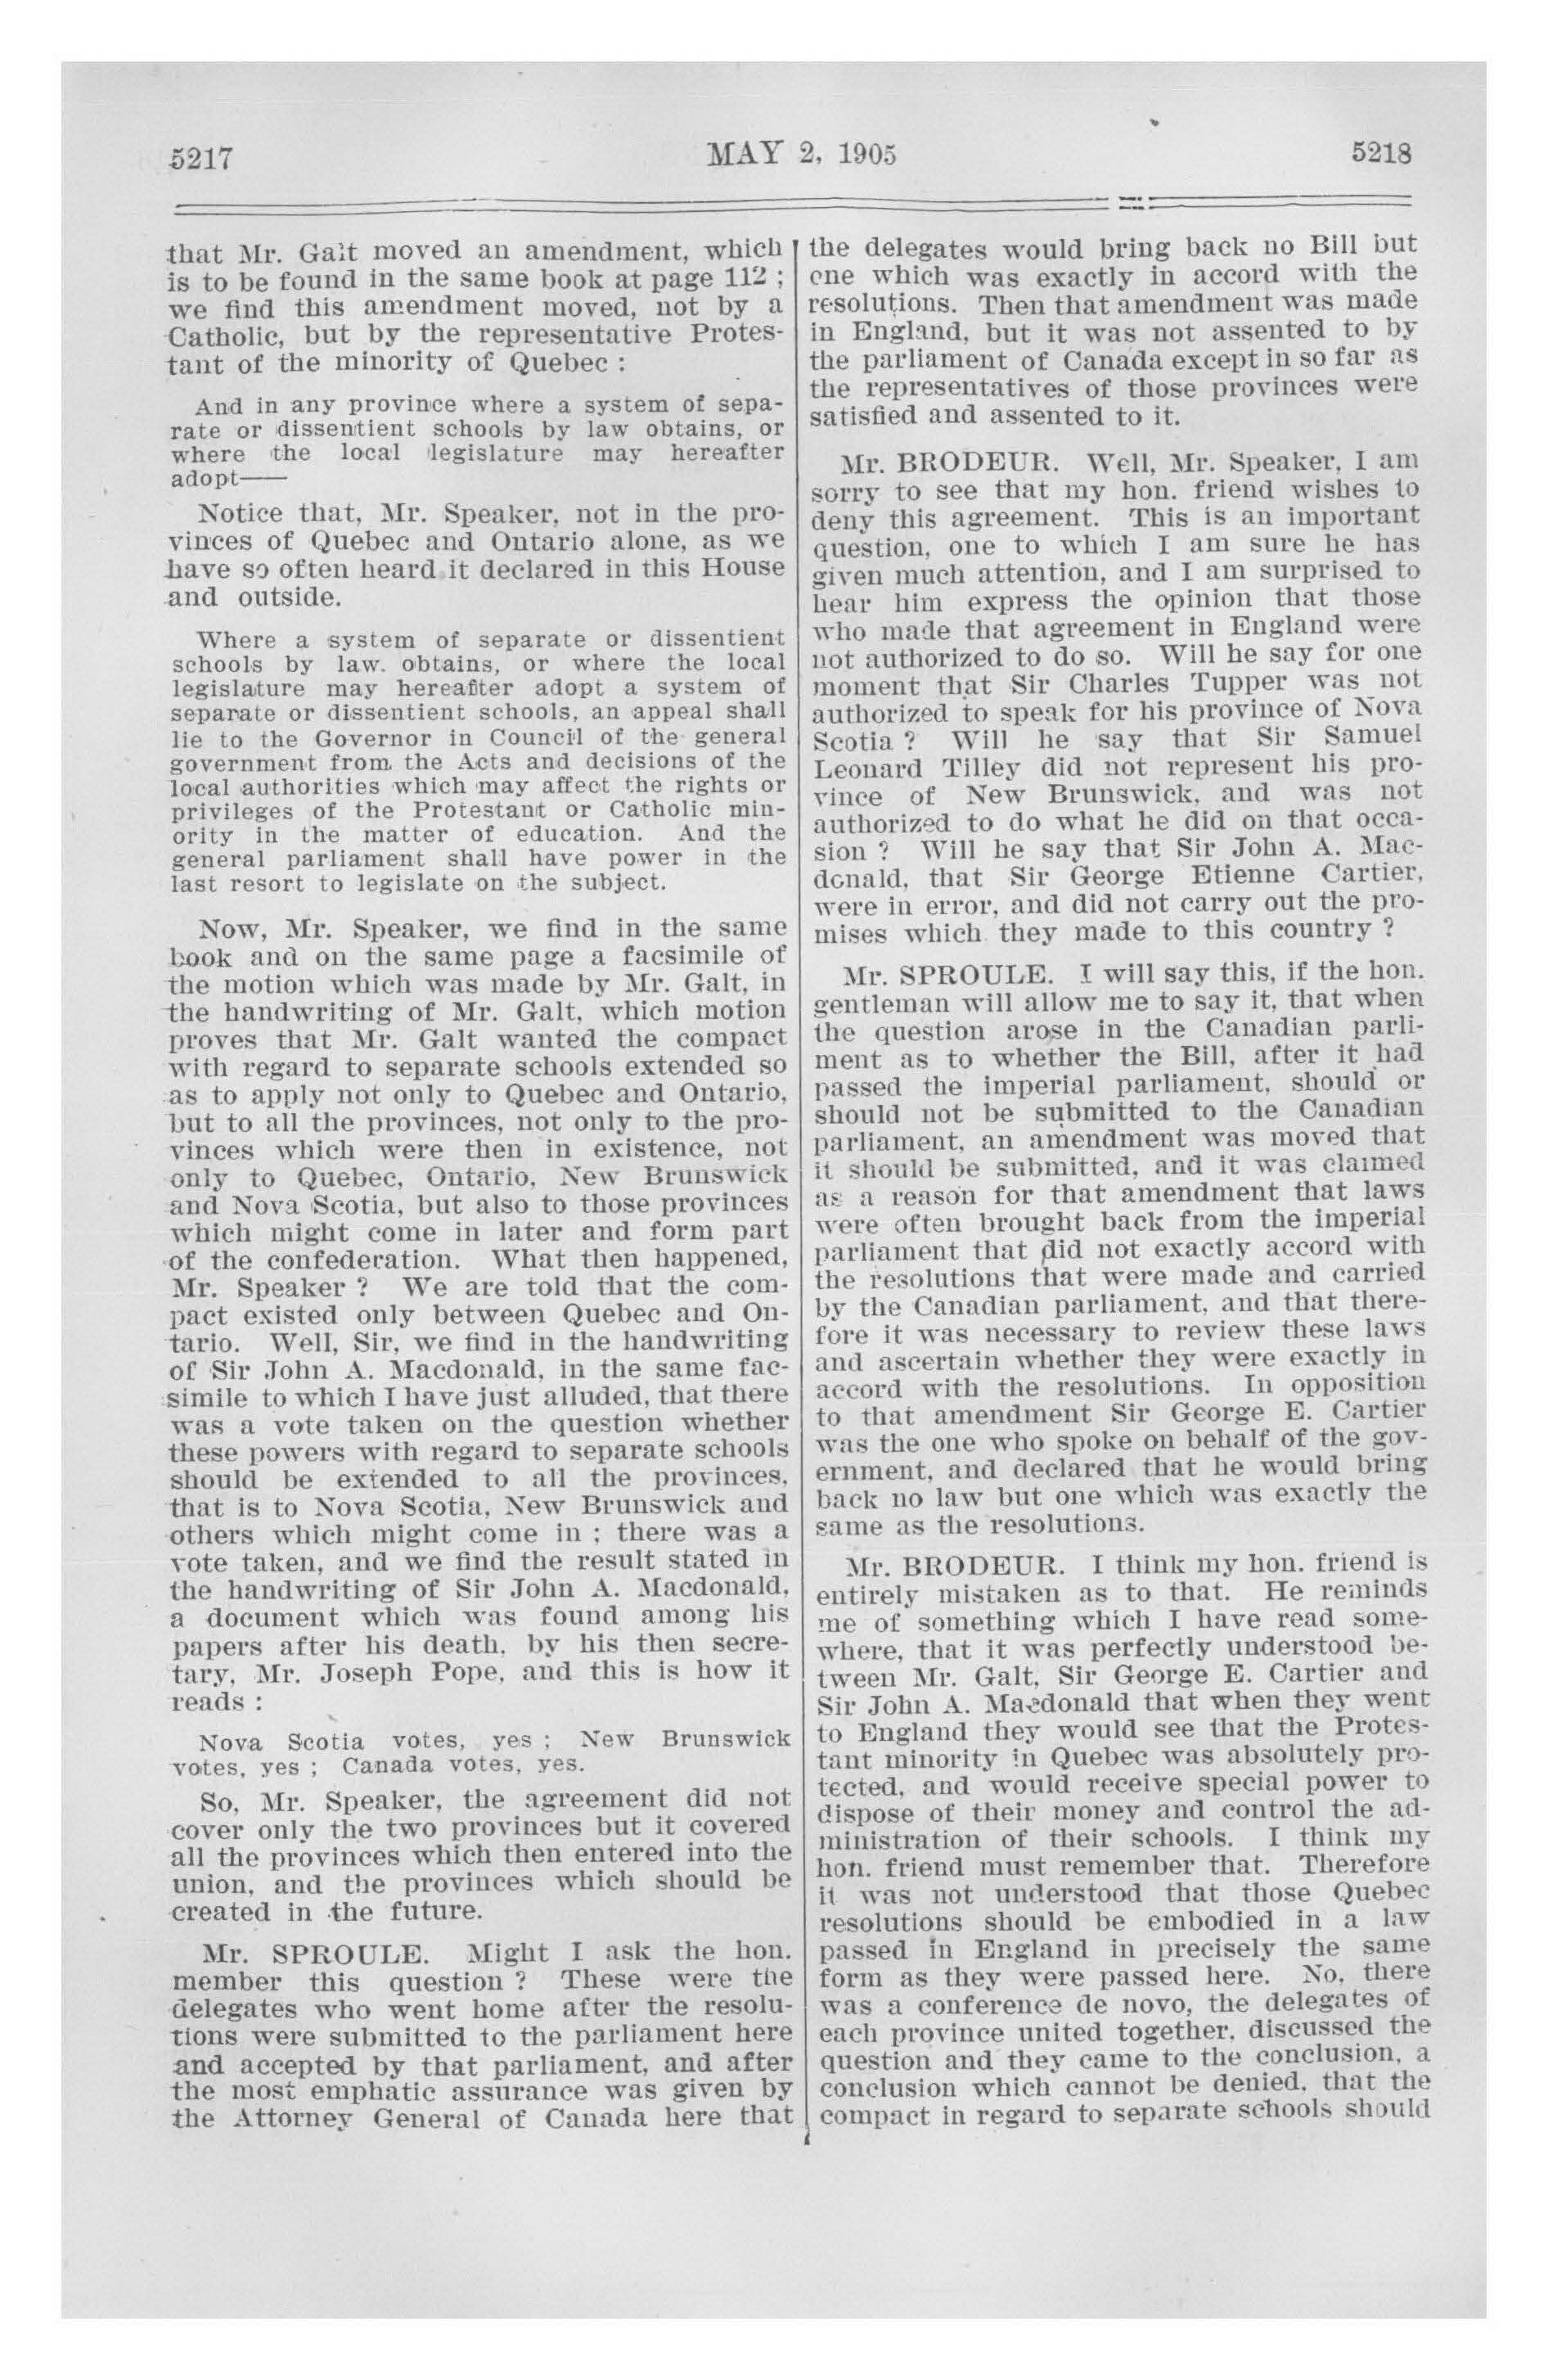 5217
MAY 2, 1905
5218
that Mr. Galt moved an amendment, which
is to be found in the same book at page 112 ;
we find this amendment moved, not by a
Catholic, but by the representative Protes-
tant of the minority of Quebec :
And in any province where a system of sepa-
rate or dissentient schools by law obtains, or
where the local legislature may hereafter
adopt——
Notice that, Mr. Speaker, not in the pro-
vinces of Quebec and Ontario alone, as we
have so often heard it declared in this House
and outside.
Where a system of separate or dissentient
schools by law. obtains, or where the local
legislature may hereafter adopt a system of
separate or dissentient schools, an appeal shall
lie to the Governor in Council of the general
government from the Acts and decisions of the
local authorities which may affect the rights or
privileges of the Protestant or Catholic min-
ority in the matter of education. And the
general parliament shall have power in the
last resort to legislate on the subject.
Now, Mr. Speaker, we find in the same
book and on the same page a facsimile of
the motion which was made by Mr. Galt, in
the handwriting of Mr. Galt, which motion
proves that Mr. Galt wanted the compact
with regard to separate schools extended so
as to apply not only to Quebec and Ontario,
but to all the provinces, not only to the pro-
vinces which were then in existence, not
only to Quebec, Ontario, New Brunswick
and Nova Scotia, but also to those provinces
which might come in later and form part
of the confederation. What then happened,
Mr. Speaker ? We are told that the com-
pact existed only between Quebec and On-
tario. Well, Sir, we find in the handwriting
of Sir John A. Macdonald, in the same fac-
simile to which I have just alluded, that there
was a vote taken on the question whether
these powers with regard to separate schools
should be extended to all the provinces,
that is to Nova Scotia, New Brunswick and
others which might come in ; there was a
vote taken, and we find the result stated in
the handwriting of Sir John A. Macdonald,
a document which was found among his
papers after his death, by his then secre-
tary, Mr. Joseph Pope, and this is how it
reads :
Nova Scotia votes, yes ; New Brunswick
votes, yes ; Canada votes, yes.
So, Mr. Speaker, the agreement did not
cover only the two provinces but it covered
all the provinces which then entered into the
union, and the provinces which should be
created in the future.
Mr. SPROULE. Might I ask the hon.
member this question ? These were the
delegates who went home after the resolu-
tions were submitted to the parliament here
and accepted by that parliament, and after
the most emphatic assurance was given by
the Attorney General of Canada here that
the delegates would bring back no Bill but
one which was exactly in accord with the
resolutions. Then that amendment was made
in England, but it was not assented to by
the parliament of Canada except in so far as
the representatives of those provinces were
satisfied and assented to it.
Mr. BRODEUR. Well, Mr. Speaker, I am
sorry to see that my hon. friend wishes to
deny this agreement. This is an important
question, one to which I am sure he has
given much attention, and I am surprised to
hear him express the opinion that those
who made that agreement in England were
not authorized to do so. Will he say for one
moment that Sir Charles Tupper was not
authorized to speak for his province of Nova
Scotia ? Will he say that Sir Samuel
Leonard Tilley did not represent his pro-
vince of New Brunswick, and was not
authorized to do what he did on that occa-
sion ? Will he say that Sir John A. Mac-
donald, that Sir George Etienne Cartier,
were in error, and did not carry out the pro-
mises which they made to this country ?
Mr. SPROULE. I will say this, if the hon.
gentleman will allow me to say it, that when
the question arose in the Canadian parli-
ment as to whether the Bill, after it had
passed the imperial parliament, should or
should not be submitted to the Canadian
parliament, an amendment was moved that
it should be submitted, and it was claimed
as a reason for that amendment that laws
were often brought back from the imperial
parliament that did not exactly accord with
the resolutions that were made and carried
by the Canadian parliament, and that there-
fore it was necessary to review these laws
and ascertain whether they were exactly in
accord with the resolutions. In opposition
to that amendment Sir George E. Cartier
was the one who spoke on behalf of the gov-
ernment, and declared that he would bring
back no law but one which was exactly the
same as the resolutions.
Mr. BRODEUR. I think my hon. friend is
entirely mistaken as to that. He reminds
me of something which I have read some-
where, that it was perfectly understood be-
tween Mr. Galt, Sir George E. Cartier and
Sir John A. Macdonald that when they went
to England they would see that the Protes-
tant minority in Quebec was absolutely pro-
tected, and would receive special power to
dispose of their money and control the ad-
ministration of their schools. I think my
hon. friend must remember that. Therefore
it was not understood that those Quebec
resolutions should be embodied in a law
passed in England in precisely the same
form as they were passed here. No, there
was a conference de novo, the delegates of
each province united together, discussed the
question and they came to the conclusion, a
conclusion which cannot be denied, that the
compact in regard to separate schools should